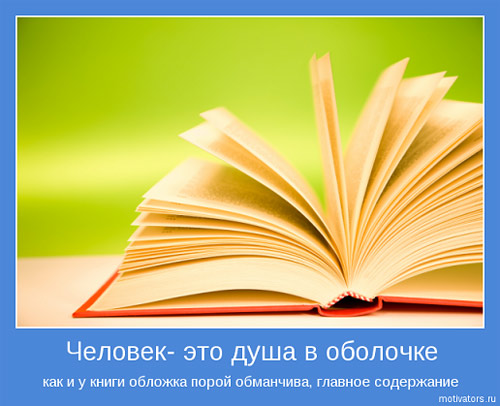 Человек- это душа в оболочке
как и у книги обложка порой обманчива, главное содержание
motivators.ru